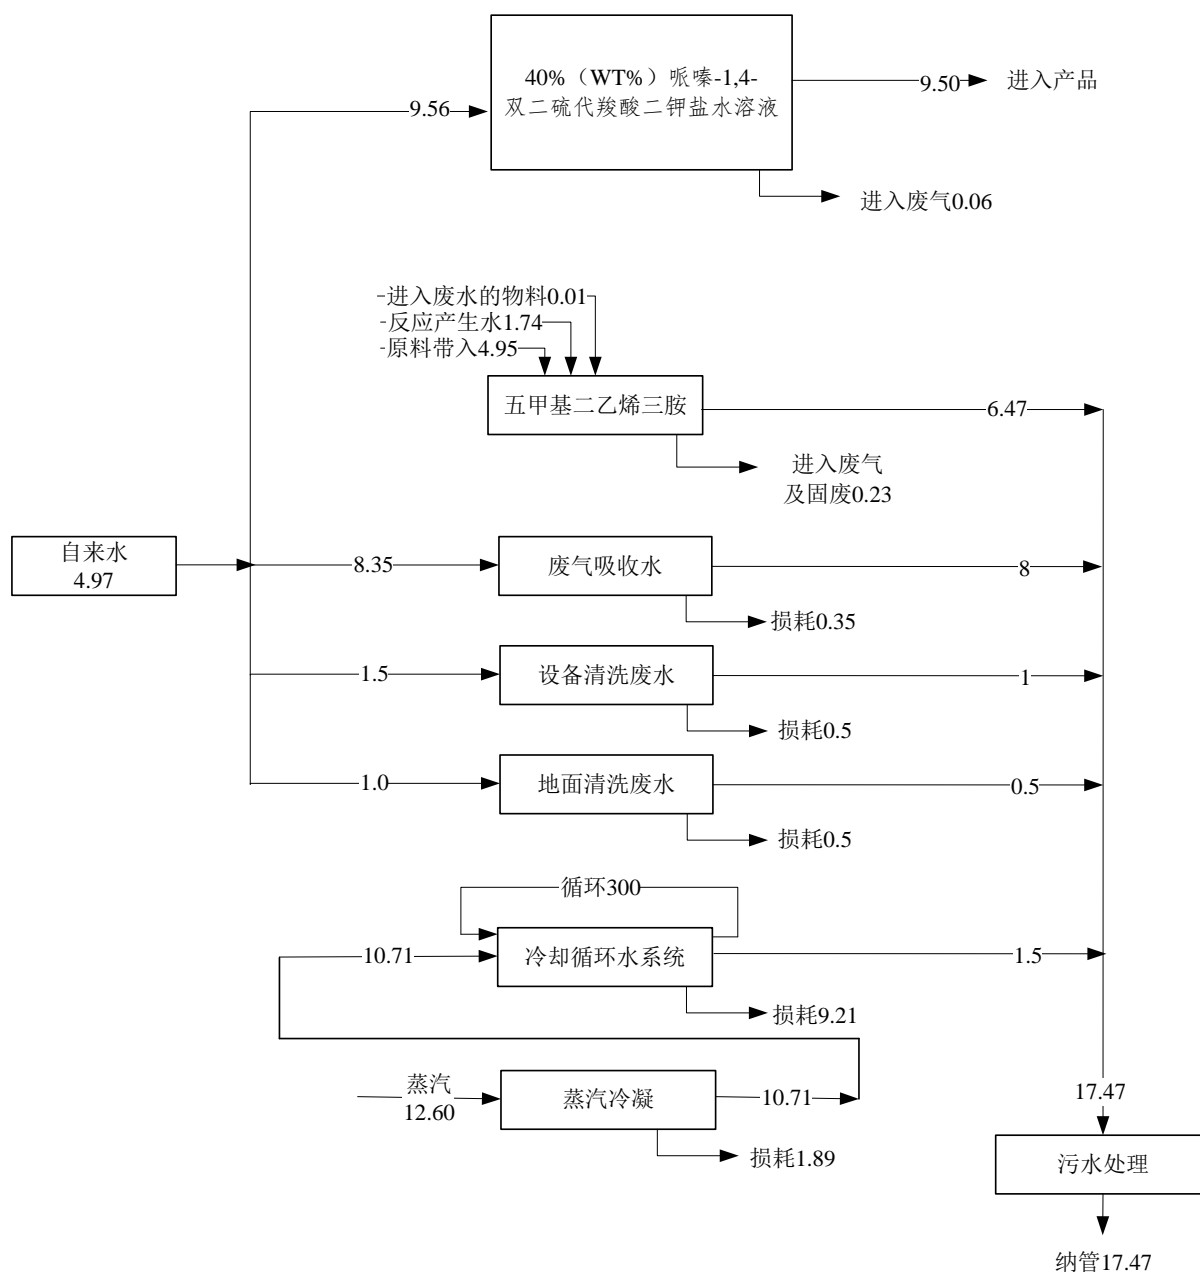 40%（WT%）哌嗪-1,4-
双二硫代羧酸二钾盐水溶液
9.50
进入产品
9.56
进入废气0.06
进入废水的物料0.01
反应产生水1.74
原料带入4.95
五甲基二乙烯三胺
6.47
进入废气
及固废0.23
自来水
4.97
8.35
废气吸收水
8
损耗0.35
1.5
设备清洗废水
1
损耗0.5
1.0
地面清洗废水
0.5
损耗0.5
循环300
10.71
冷却循环水系统
1.5
损耗9.21
蒸汽
12.60
蒸汽冷凝
10.71
17.47
损耗1.89
污水处理
纳管17.47